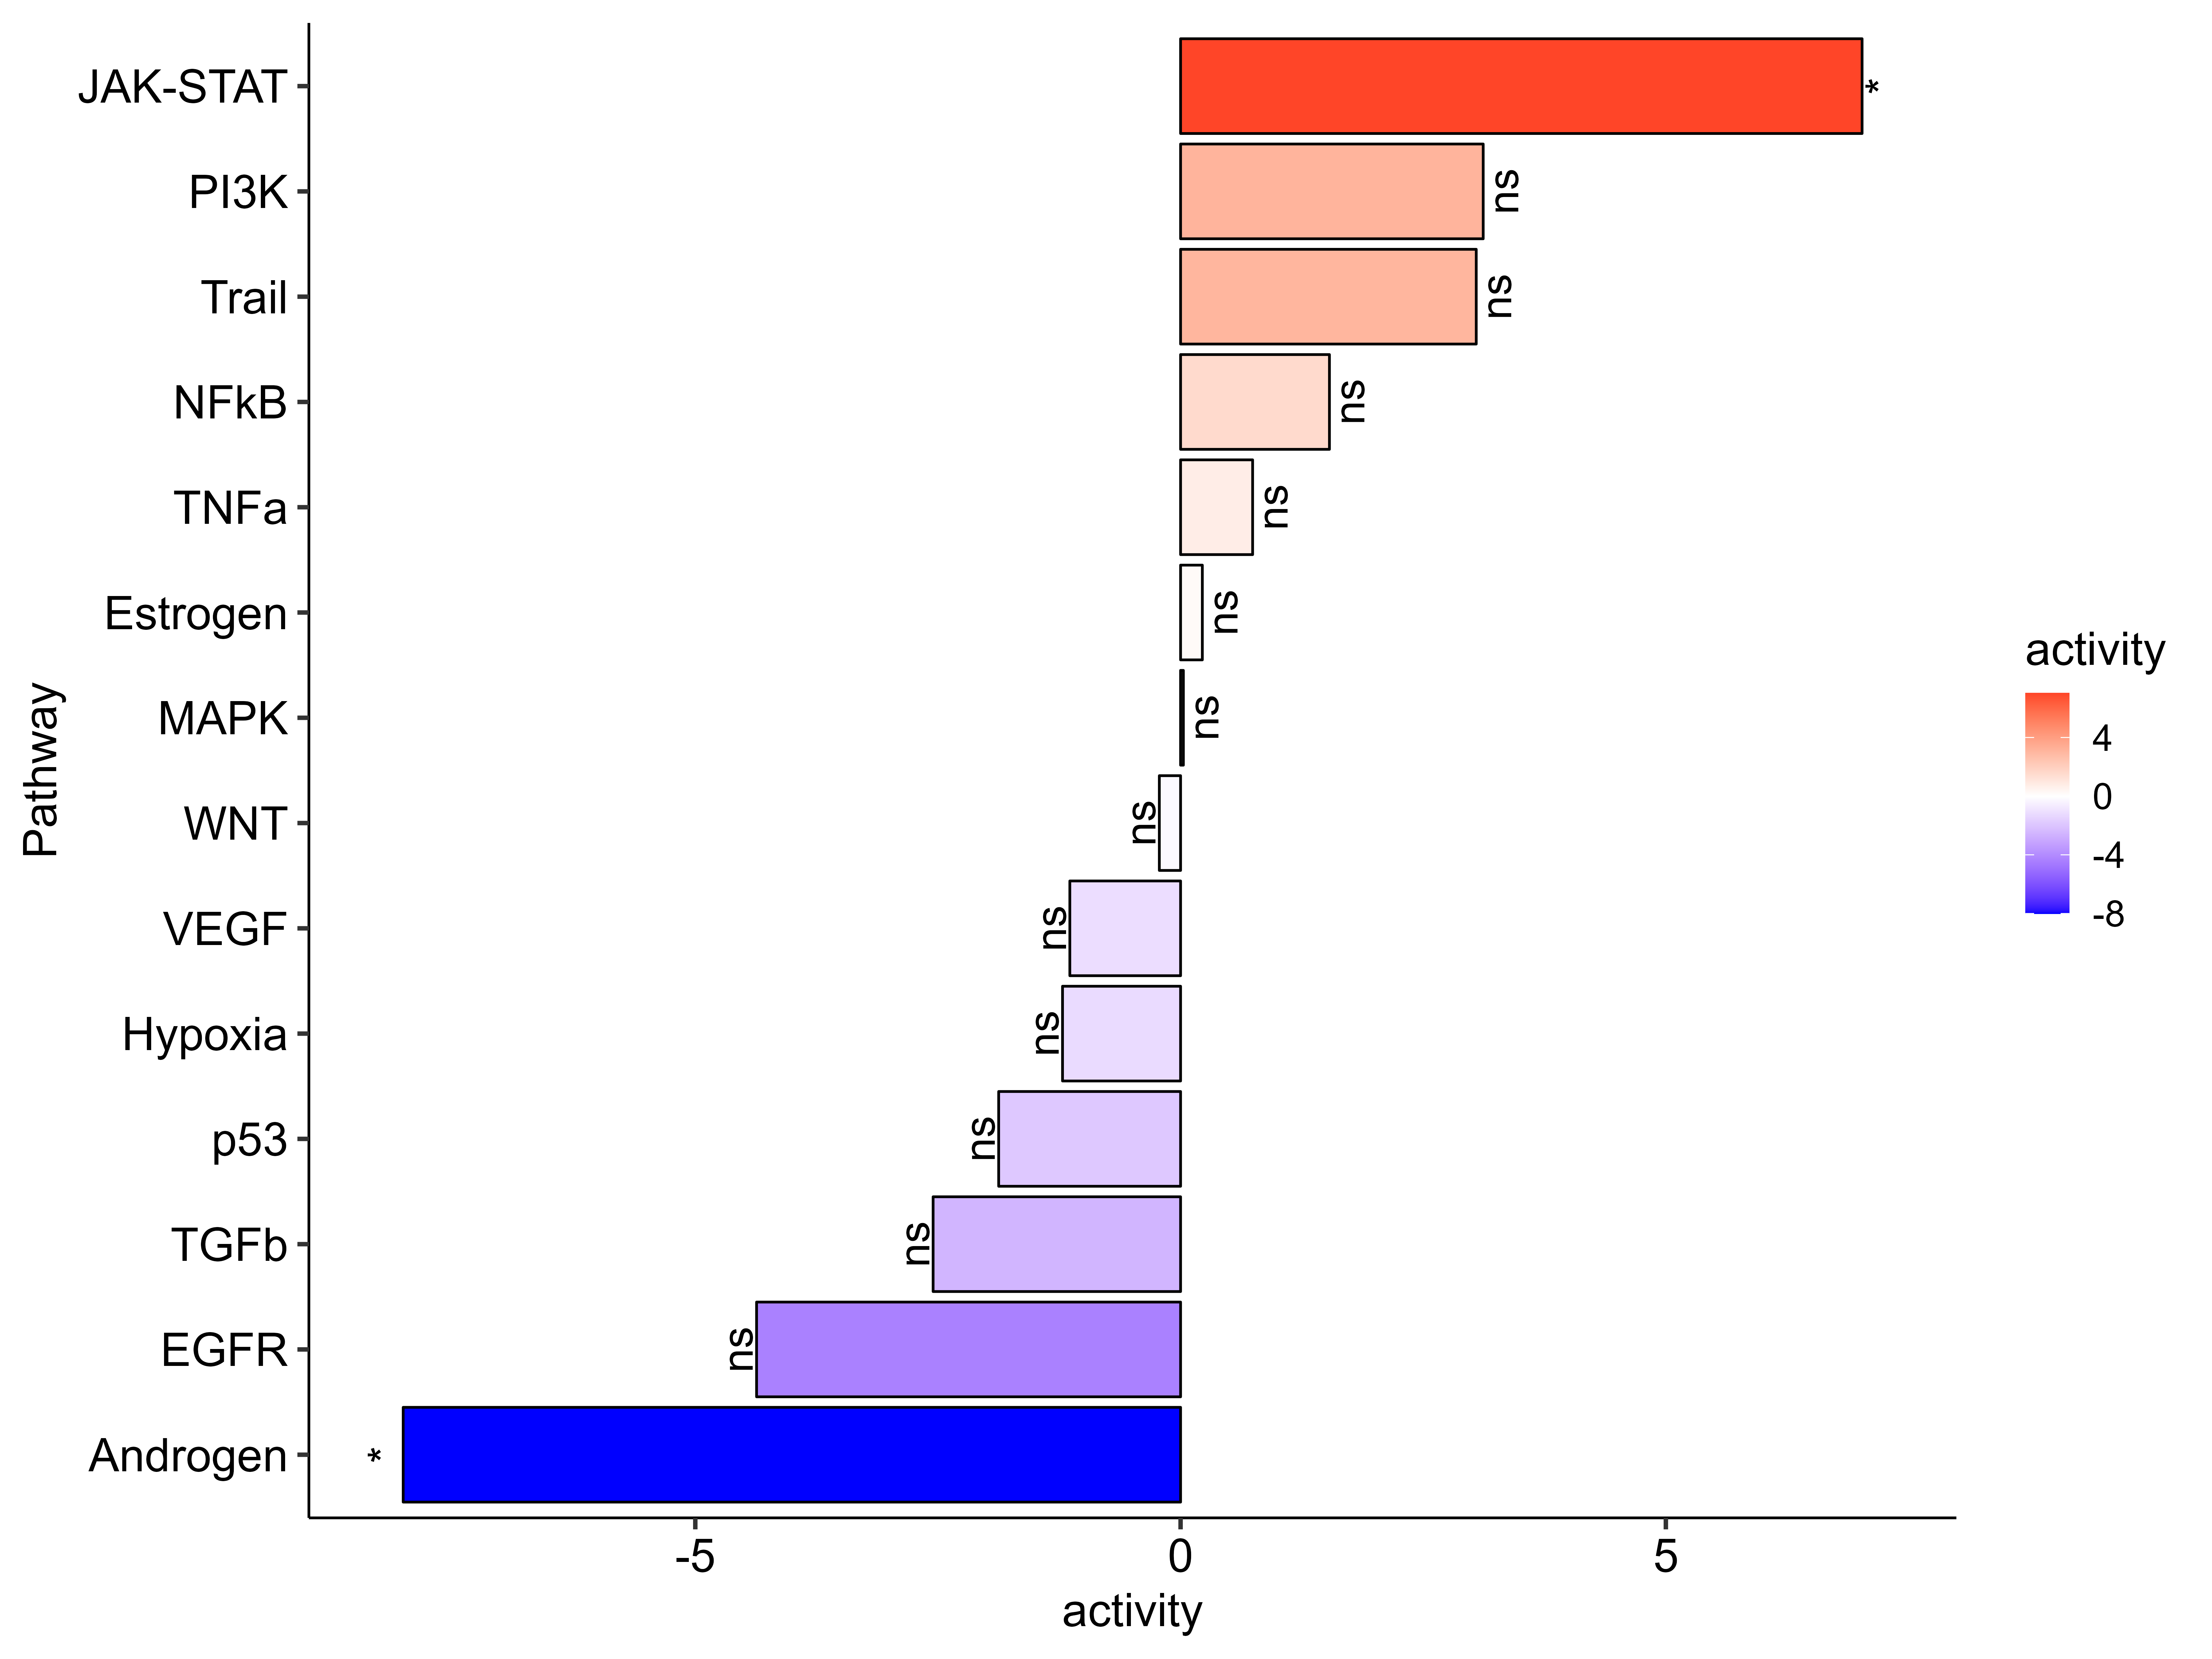 JAK-STAT *
PI3K ns
Trail ns
NFkB ns
TNFa ns
Estrogen ns
MAPK ns
WNT ns
VEGF ns
Hypoxia ns
p53 ns
TGFb ns
EGFR ns
Androgen *
Pathway
-5 0 5
activity
activity
4
0
-4
-8